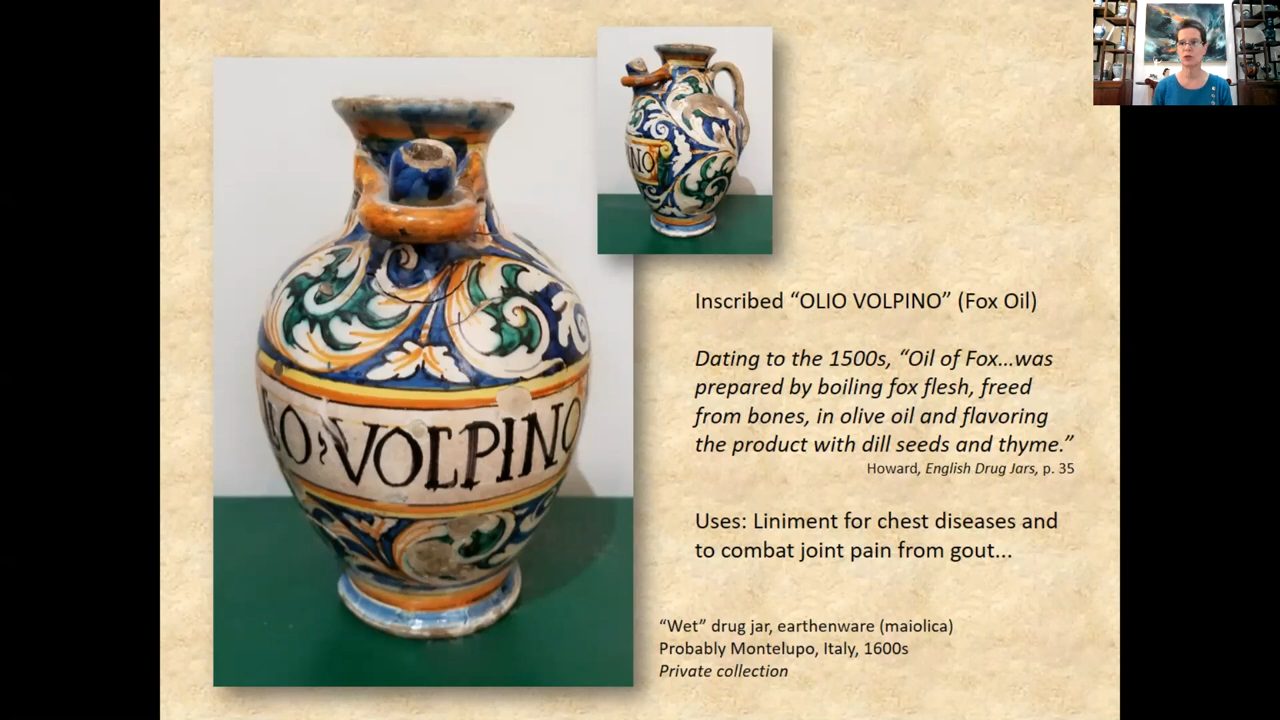 LO VOLPINO
INO
Inscribed “OLIO VOLPINO” (Fox Oil)
Dating to the 1500s, “Oil of Fox...was
prepared by boiling fox flesh, freed
from bones, in olive oil and flavoring
the product with dill seeds and thyme.”
Howard, English Drug Jars, p. 35
Uses: Liniment for chest diseases and
to combat joint pain from gout...
“Wet” drug jar, earthenware (maiolica)
Probably Montelupo, Italy, 1600s
Private collection